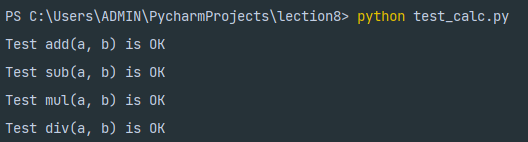 PS C:\Users\ADMIN\PycharmProjects\lection8> python test_calc.py
Test add(a, b) is OK
Test sub(a, b) is OK
Test mul(a, b) is OK
Test div(a, b) is OK